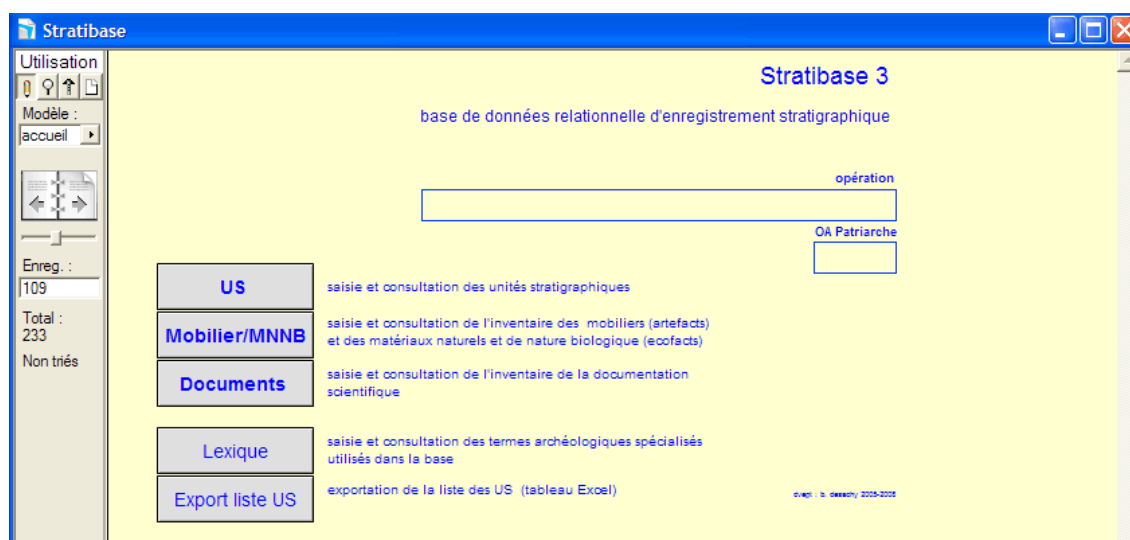 Stratibase
Utilisation
Modèle :
accueil
Enreg. :
109
Total :
233
Non triés
Stratibase 3
base de données relationnelle d'enregistrement stratigraphique
opération
OA Patriarche
US
saisie et consultation des unités stratigraphiques
Mobilier/MNNB
saisie et consultation de l'inventaire des mobiliers (artefacts)
et des matériaux naturels et de nature biologique (ecofacts)
Documents
saisie et consultation de l'inventaire de la documentation
scientifique
Lexique
saisie et consultation des termes archéologiques spécialisés
utilisés dans la base
Export liste US
exportation de la liste des US (tableau Excel)
b. desachy